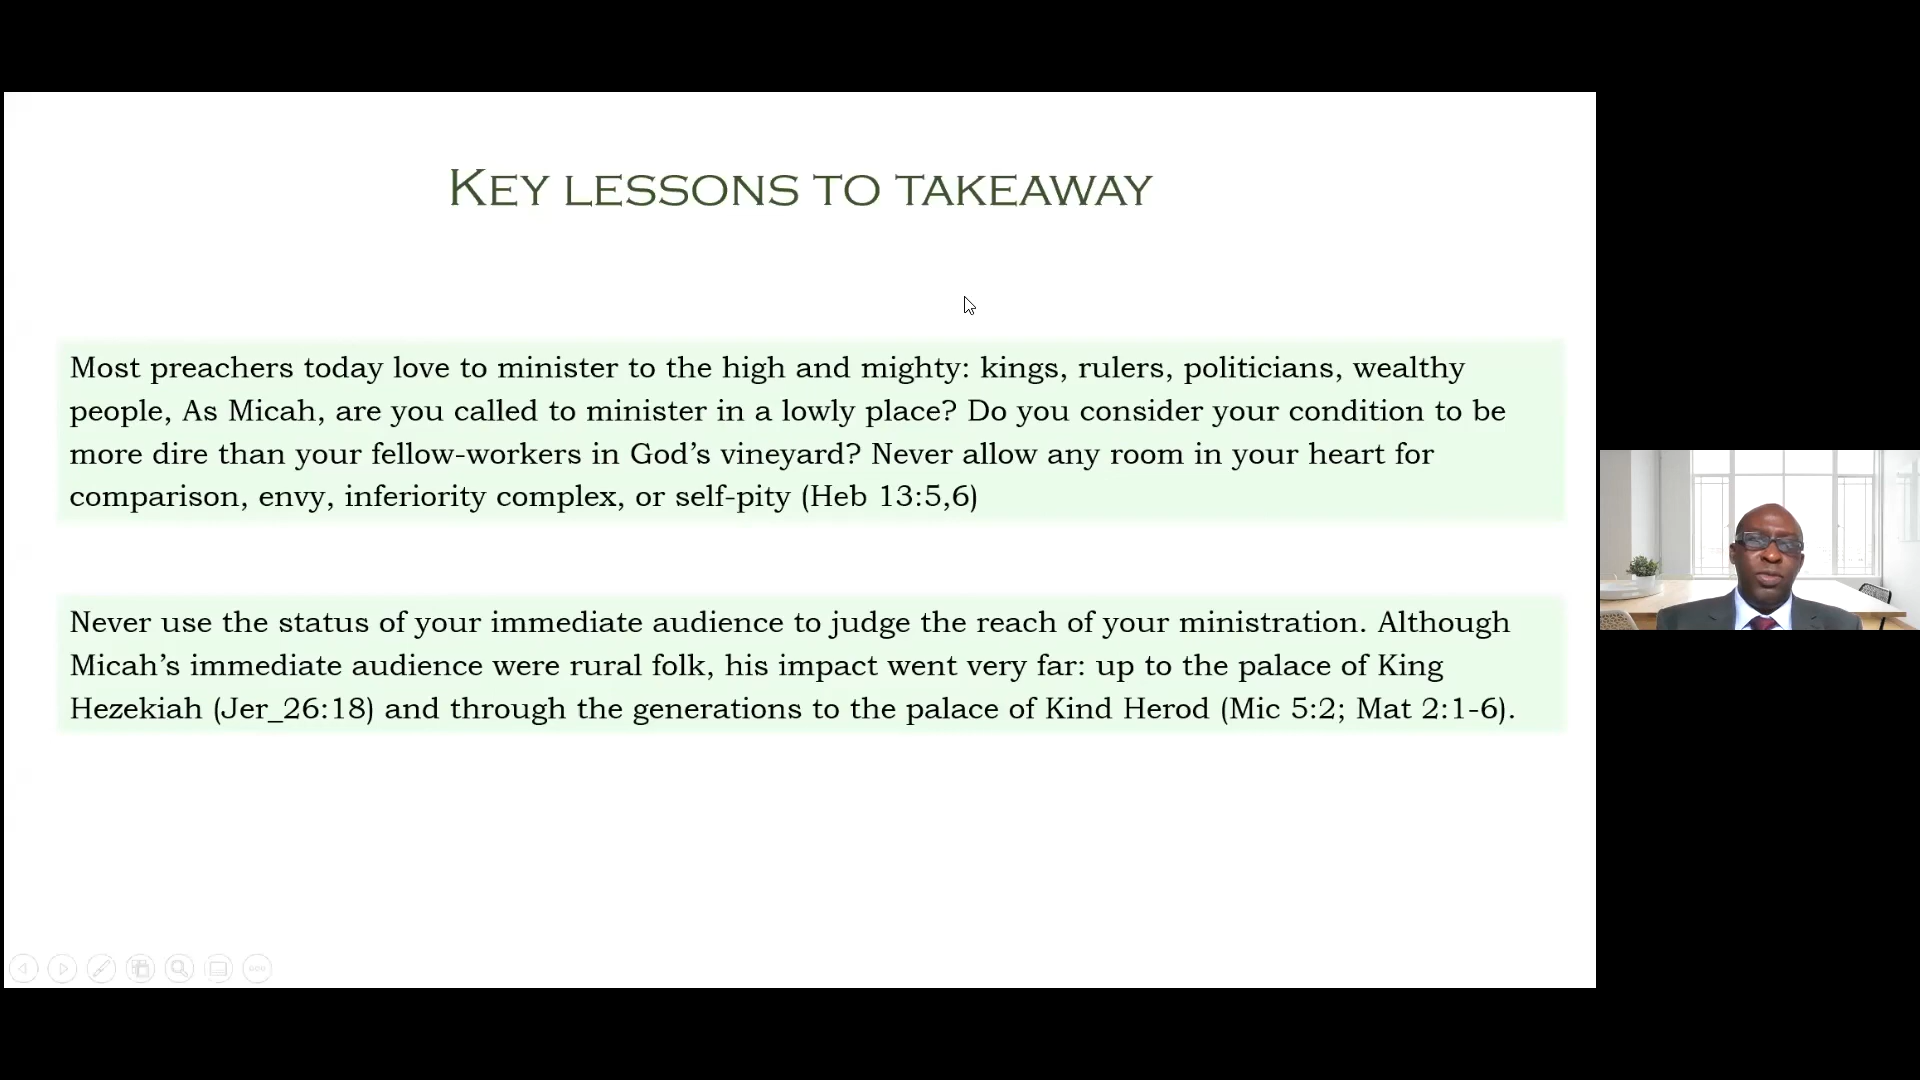 KEY LESSONS TO TAKEAWAY
Most preachers today love to minister to the high and mighty: kings, rulers, politicians, wealthy
people, As Micah, are you called to minister in a lowly place? Do you consider your condition to be
more dire than your fellow-workers in God’s vineyard? Never allow any room in your heart for
comparison, envy, inferiority complex, or self-pity (Heb 13:5,6)
Never use the status of your immediate audience to judge the reach of your ministration. Although
Micah’s immediate audience were rural folk, his impact went very far: up to the palace of King
Hezekiah (Jer_26:18) and through the generations to the palace of Kind Herod (Mic 5:2; Mat 2:1-6).